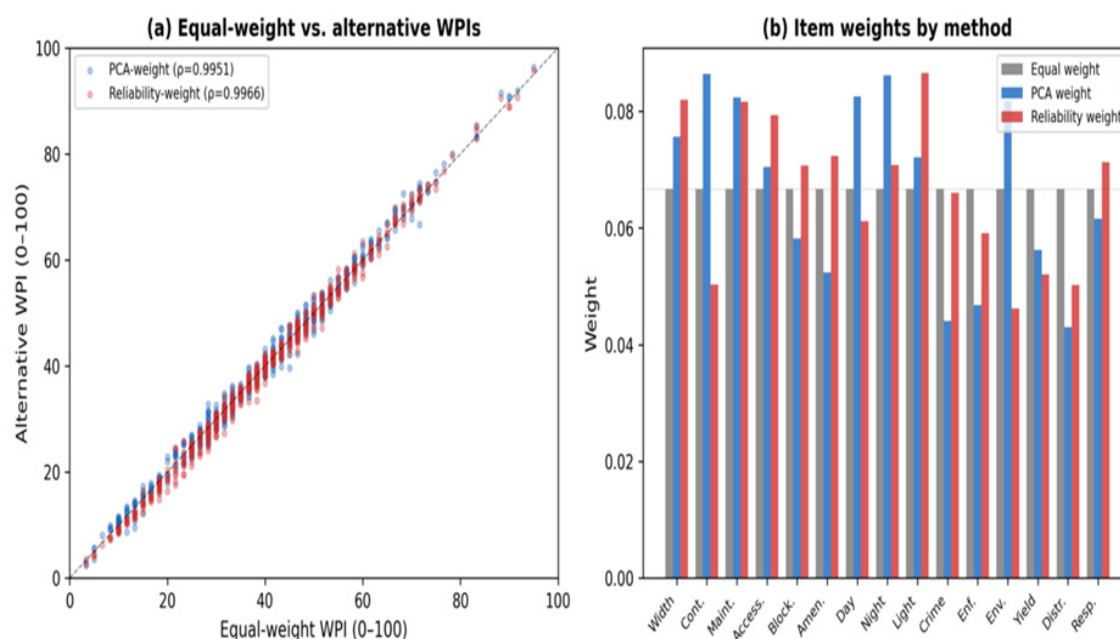 (a) Equal-weight vs. alternative WPIs
PCA-weight (ρ=0.9951)
Reliability-weight (ρ=0.9966)
Alternative WPI (0–100)
100
80
60
40
20
0
0 20 40 60 80 100
Equal-weight WPI (0–100)
(b) Item weights by method
Equal weight
PCA weight
Reliability weight
Weight
0.08
0.06
0.04
0.02
0.00
Width Cont. Maint. Access. Block. Amen. Day Night Light Crime Enf. Env. Yield Distr. Resp.